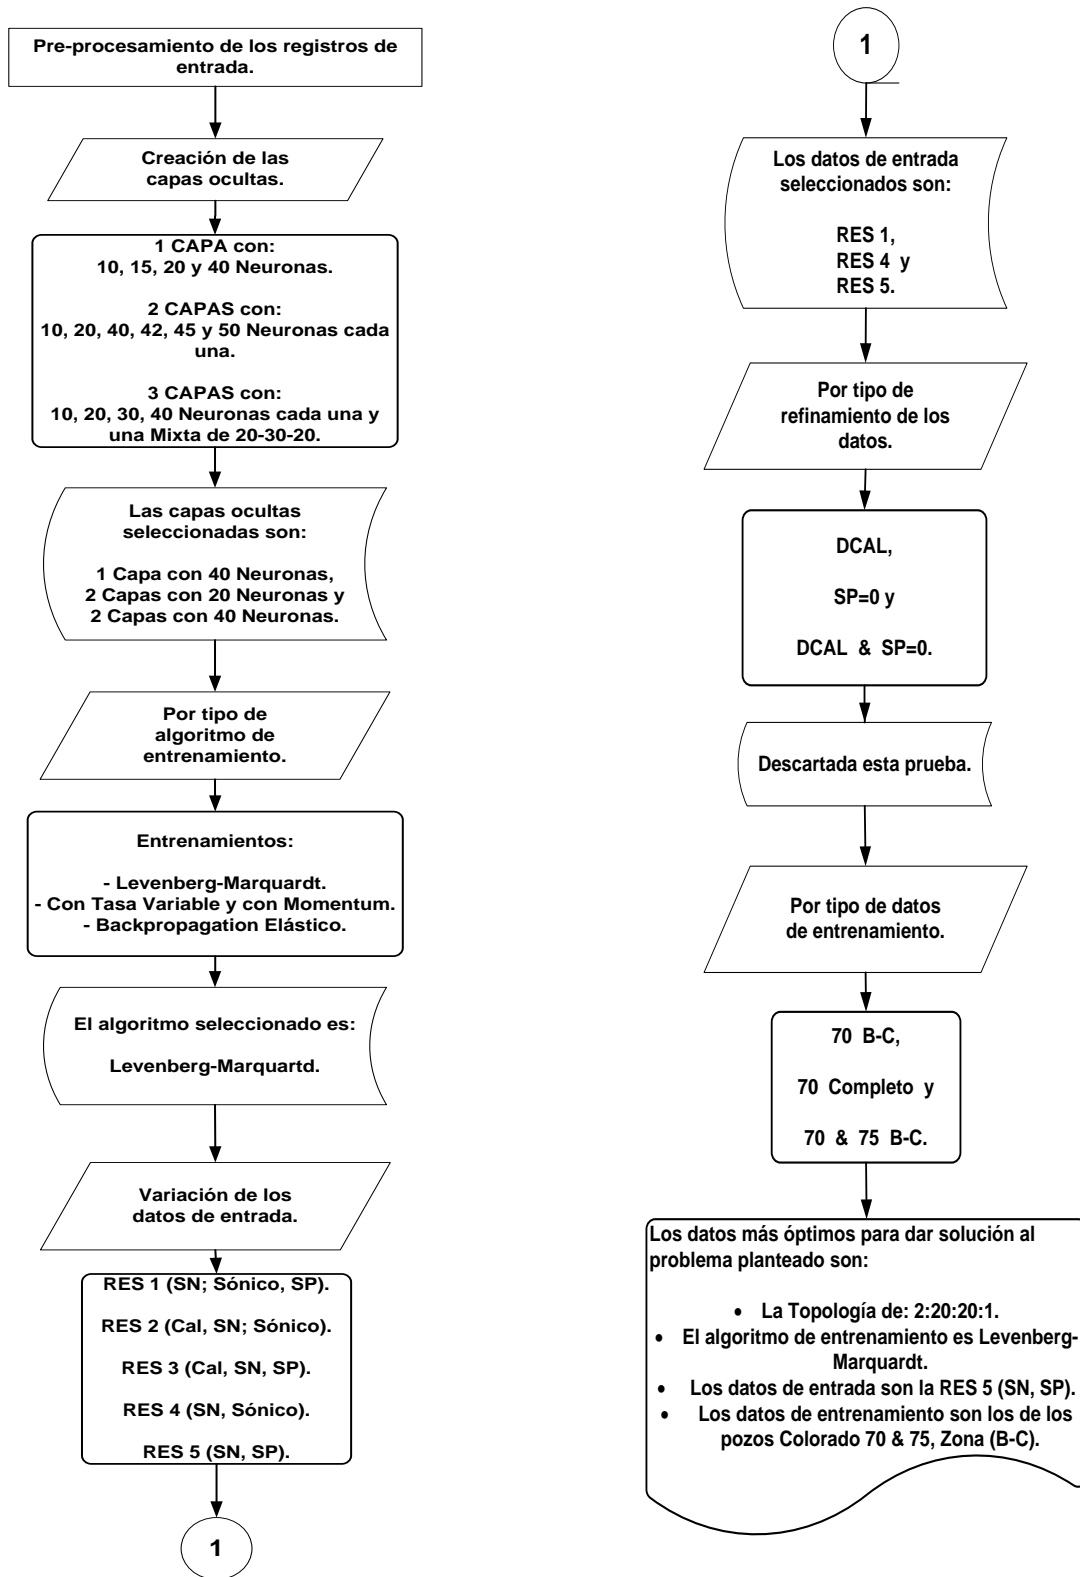 Pre-procesamiento de los registros de
entrada.
Creación de las
capas ocultas.
1 CAPA con:
10, 15, 20 y 40 Neuronas.
2 CAPAS con:
10, 20, 40, 42, 45 y 50 Neuronas cada
una.
3 CAPAS con:
10, 20, 30, 40 Neuronas cada una y
una Mixta de 20-30-20.
Las capas ocultas
seleccionadas son:
1 Capa con 40 Neuronas,
2 Capas con 20 Neuronas y
2 Capas con 40 Neuronas.
Por tipo de
algoritmo de
entrenamiento.
Entrenamientos:
- Levenberg-Marquardt.
- Con Tasa Variable y con Momentum.
- Backpropagation Elástico.
El algoritmo seleccionado es:
Levenberg-Marquartd.
Variación de los
datos de entrada.
RES 1 (SN; Sónico, SP).
RES 2 (Cal, SN; Sónico).
RES 3 (Cal, SN, SP).
RES 4 (SN, Sónico).
RES 5 (SN, SP).
1
1
Los datos de entrada
seleccionados son:
RES 1,
RES 4 y
RES 5.
Por tipo de
refinamiento de los
datos.
DCAL,
SP=0 y
DCAL & SP=0.
Descartada esta prueba.
Por tipo de datos
de entrenamiento.
70 B-C,
70 Completo y
70 & 75 B-C.
Los datos más óptimos para dar solución al
problema planteado son:
• La Topología de: 2:20:20:1.
• El algoritmo de entrenamiento es Levenberg-
Marquardt.
• Los datos de entrada son la RES 5 (SN, SP).
• Los datos de entrenamiento son los de los
pozos Colorado 70 & 75, Zona (B-C).